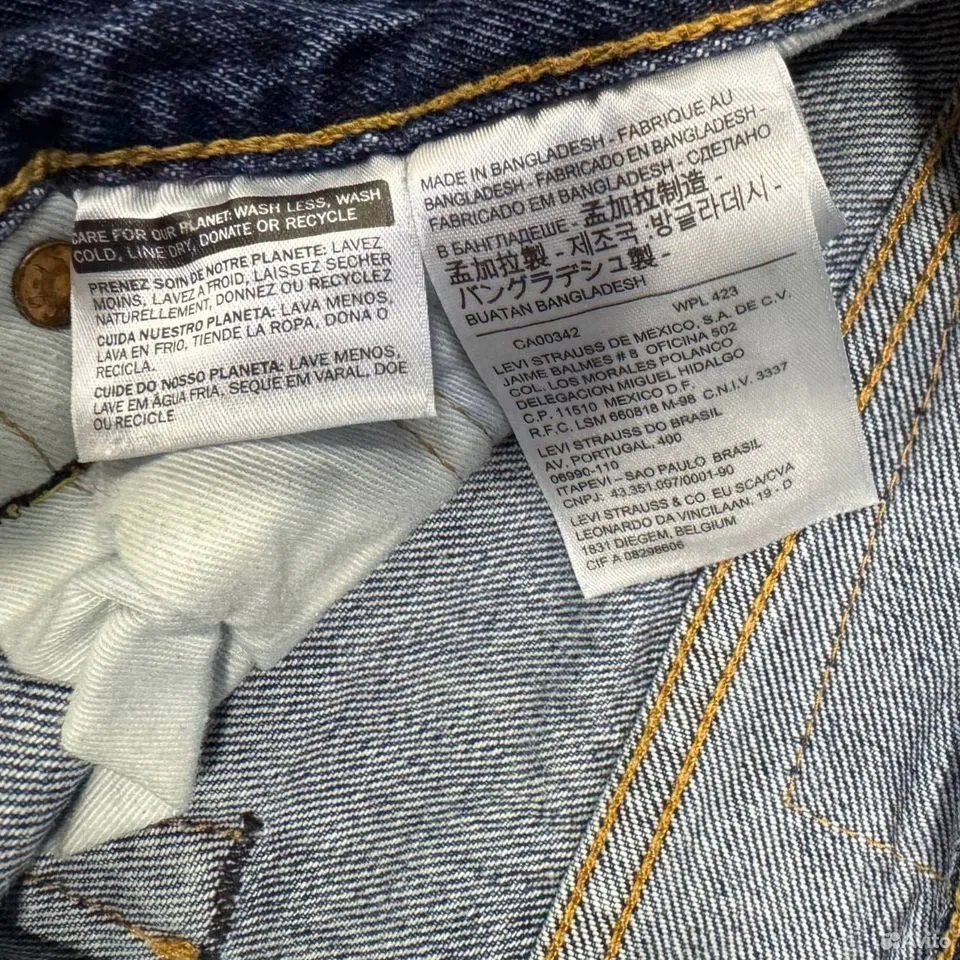 CARE FOR OUR PLANET: WASH LESS, WASH
COLD, LINE DRY, DONATE OR RECYCLE
PRENEZ SOIN DE NOTRE PLANETE: LAVEZ
MOINS, LAVEZ A FROID, LAISSEZ SECHER
NATURELLEMENT, DONNEZ OU RECYCLEZ
CUIDA NUESTRO PLANETA: LAVA MENOS,
LAVA EN FRIO, TIENDE LA ROPA, DONA O
RECICLA.
CUIDE DO NOSSO PLANETA: LAVE MENOS,
LAVE EM ÁGUA FRIA, SEQUE EM VARAL, DOE
OU RECICLE
MADE IN BANGLADESH - FABRIQUE AU
BANGLADESH - FABRICADO EN BANGLADESH -
FABRICADO EM BANGLADESH - СДЕЛАНО
В БАНГЛАДЕШЕ - 孟加拉制造 -
孟加拉製 - 제조국 : 방글라데시 -
バングラデシュ製 -
BUATAN BANGLADESH
CA00342 WPL 423
LEVI STRAUSS DE MEXICO, S.A. DE C.V.
JAIME BALMES # 8 OFICINA 502
COL. LOS MORALES POLANCO
DELEGACION MIGUEL HIDALGO
C.P. 11510 MEXICO D.F.
R.F.C. LSM 660818 M-98 C.N.I.V. 3337
LEVI STRAUSS DO BRASIL
AV. PORTUGAL, 400
06990-110
ITAPEVI - SAO PAULO BRASIL
CNPJ: 43.351.097/0001-90
LEVI STRAUSS & CO. EU SCA/CVA
LEONARDO DA VINCILAAN, 19 - D
1831 DIEGEM, BELGIUM
CIF A 08298606
Avito